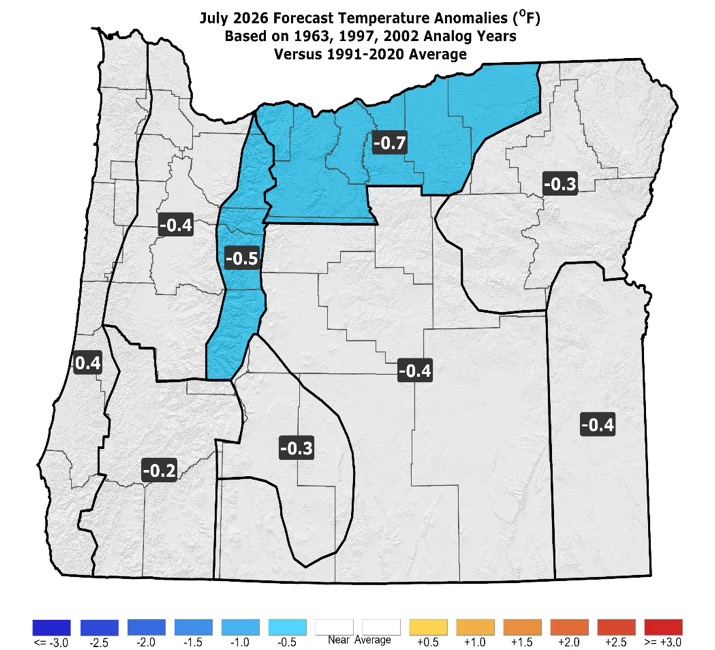 July 2026 Forecast Temperature Anomalies (°F)
Based on 1963, 1997, 2002 Analog Years
Versus 1991-2020 Average
-0.7
-0.3
-0.4
-0.5
0.4
-0.4
-0.4
-0.3
-0.2
<= -3.0 -2.5 -2.0 -1.5 -1.0 -0.5 Near Average +0.5 +1.0 +1.5 +2.0 +2.5 >= +3.0